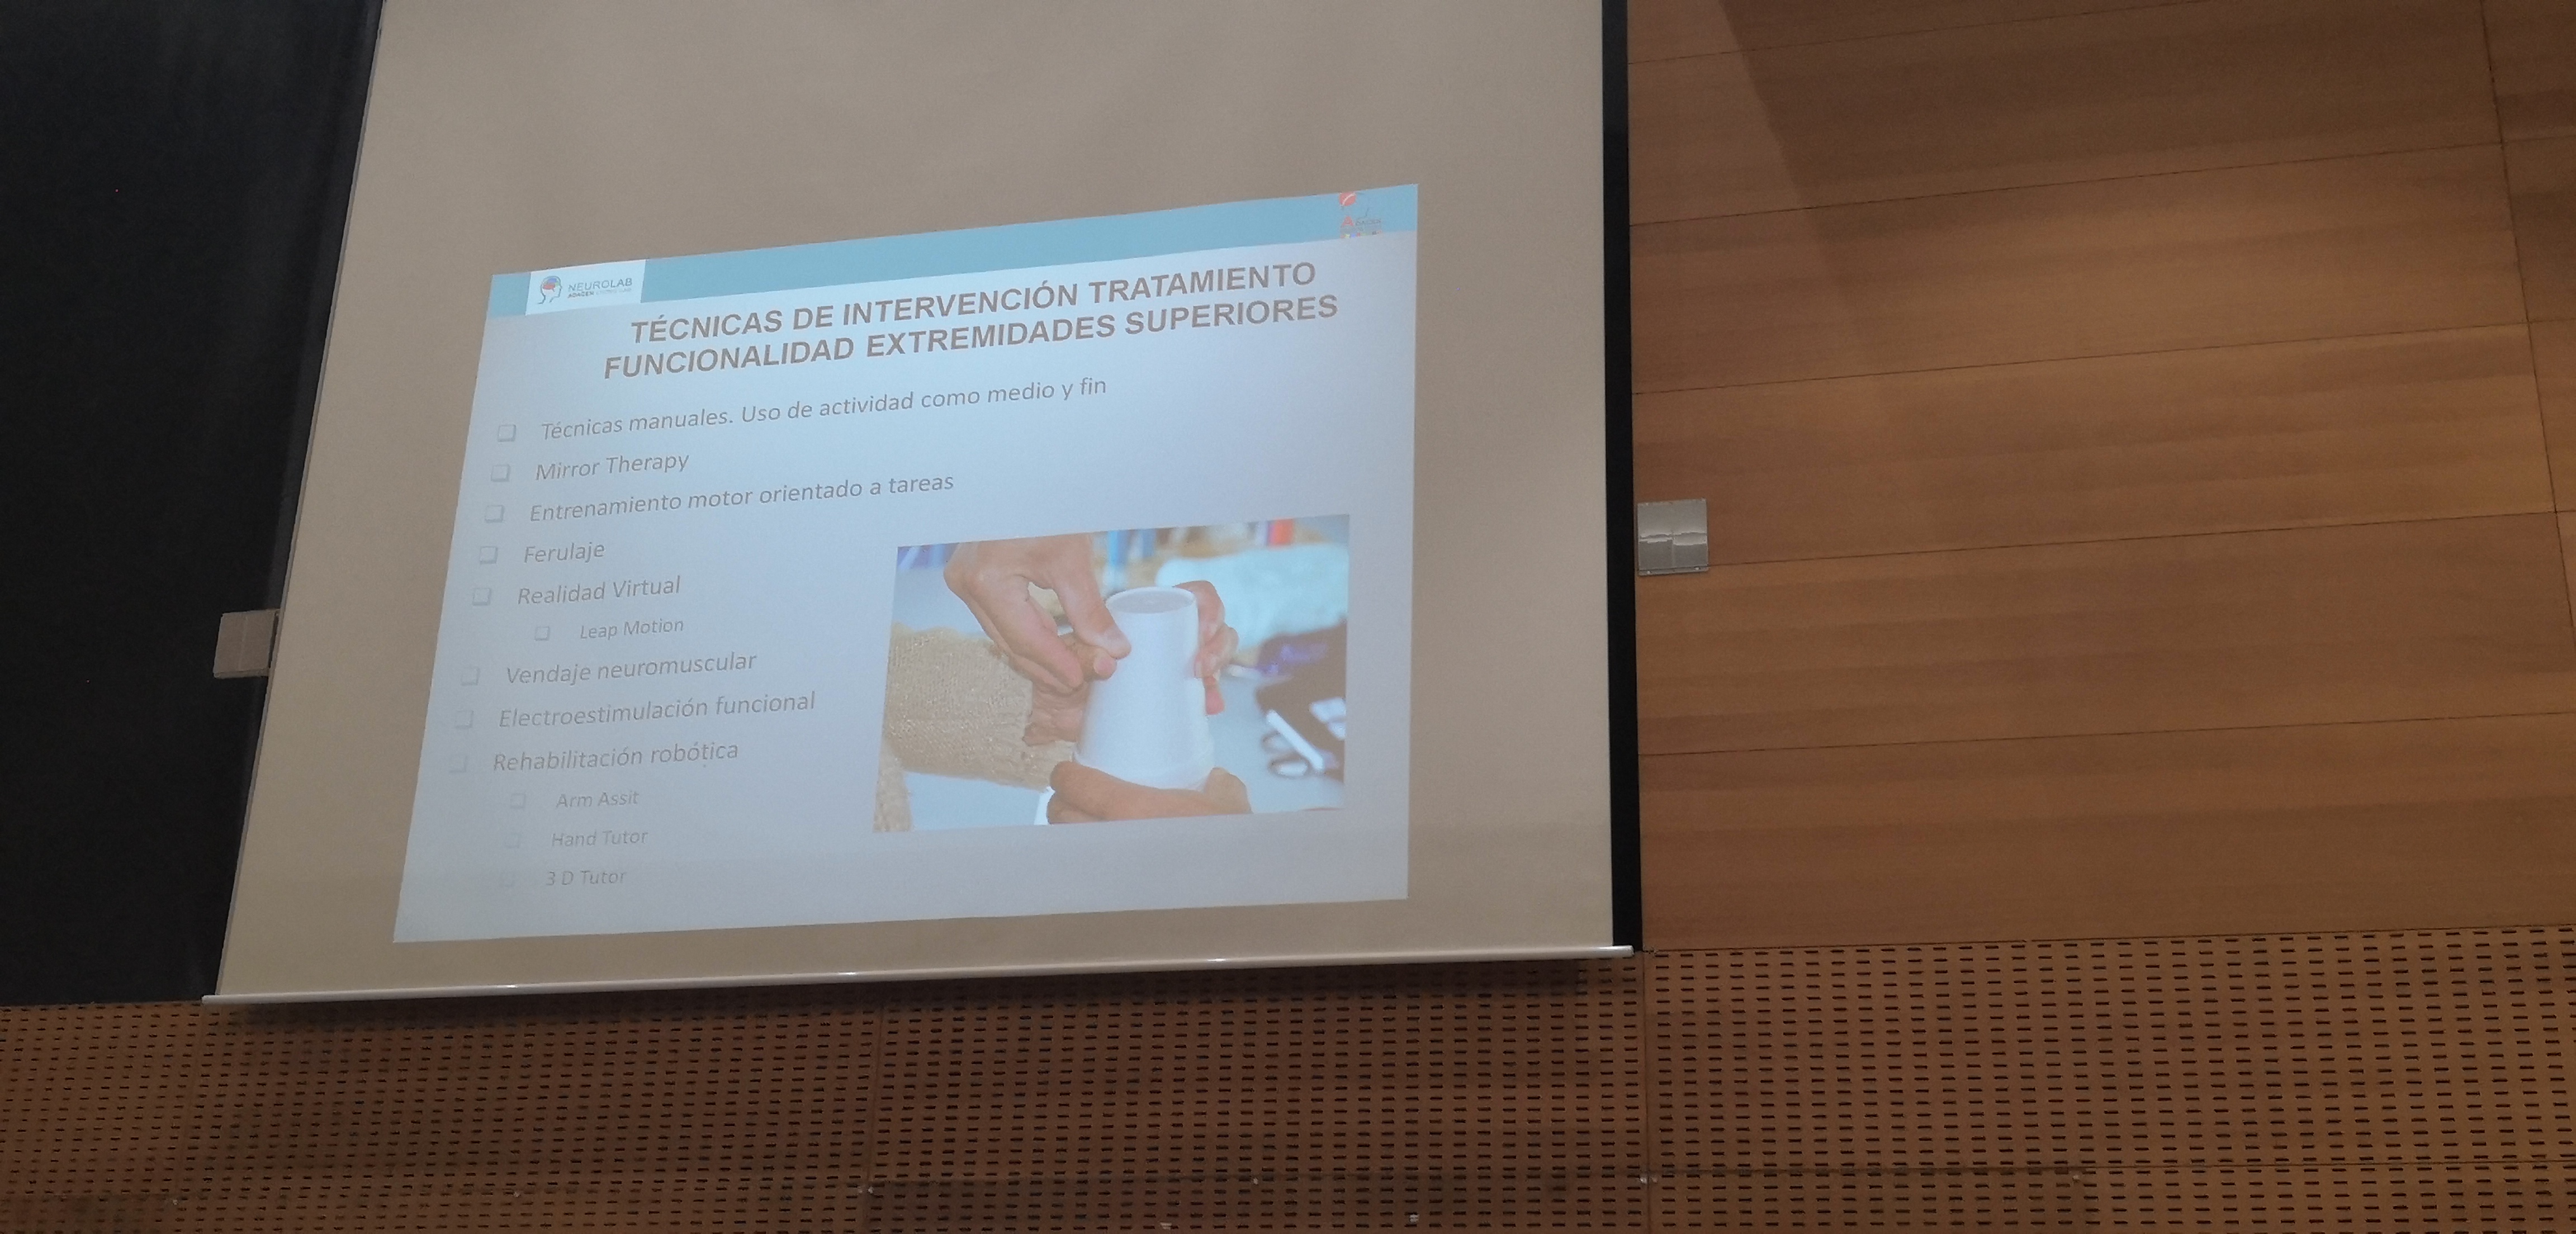 NEUROLAB
TÉCNICAS DE INTERVENCIÓN TRATAMIENTO
FUNCIONALIDAD EXTREMIDADES SUPERIORES
Técnicas manuales. Uso de actividad como medio y fin
Mirror Therapy
Entrenamiento motor orientado a tareas
Ferulaje
Realidad Virtual
Leap Motion
Vendaje neuromuscular
Electroestimulación funcional
Rehabilitación robótica
Arm Assit
Hand Tutor
3 D Tutor